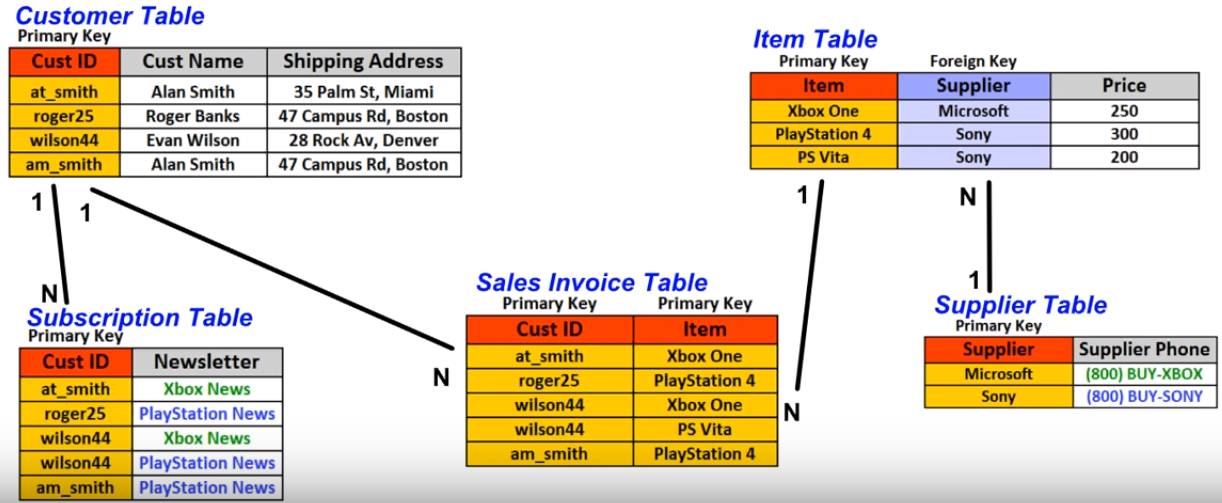 Customer Table
Primary Key
Cust ID Cust Name Shipping Address
at_smith Alan Smith 35 Palm St, Miami
roger25 Roger Banks 47 Campus Rd, Boston
wilson44 Evan Wilson 28 Rock Av, Denver
am_smith Alan Smith 47 Campus Rd, Boston
Item Table
Primary Key Foreign Key
Item Supplier Price
Xbox One Microsoft 250
PlayStation 4 Sony 300
PS Vita Sony 200
1 1
1 N
N
1
Subscription Table
Primary Key
Cust ID Newsletter
at_smith Xbox News
roger25 PlayStation News
wilson44 Xbox News
wilson44 PlayStation News
am_smith PlayStation News
Sales Invoice Table
Primary Key Primary Key
Cust ID Item
at_smith Xbox One
roger25 PlayStation 4
wilson44 Xbox One
wilson44 PS Vita
am_smith PlayStation 4
N N
Supplier Table
Primary Key
Supplier Supplier Phone
Microsoft (800) BUY-XBOX
Sony (800) BUY-SONY